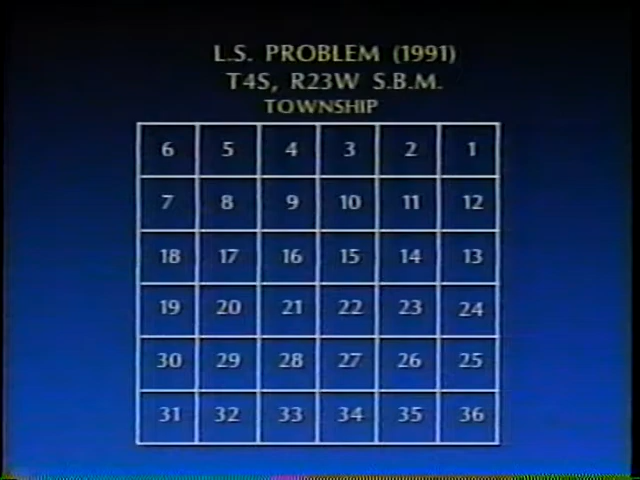 L.S. PROBLEM (1991)
T4S, R23W S.B.M.
TOWNSHIP
6 5 4 3 2 1
7 8 9 10 11 12
18 17 16 15 14 13
19 20 21 22 23 24
30 29 28 27 26 25
31 32 33 34 35 36